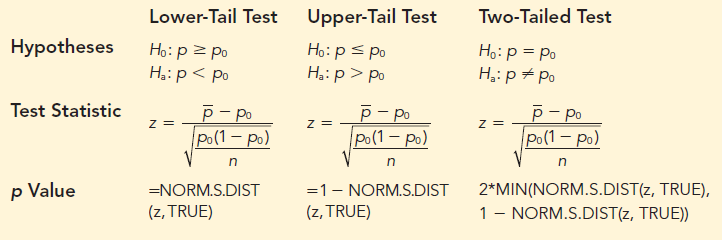 Lower-Tail Test Upper-Tail Test Two-Tailed Test
Hypotheses H₀: p ≥ p₀ H₀: p ≤ p₀ H₀: p = p₀
Hₐ: p < p₀ Hₐ: p > p₀ Hₐ: p ≠ p₀
Test Statistic z = (p̅ − p₀) / √(p₀(1 − p₀) / n) z = (p̅ − p₀) / √(p₀(1 − p₀) / n) z = (p̅ − p₀) / √(p₀(1 − p₀) / n)
p Value =NORM.S.DIST =1 − NORM.S.DIST 2*MIN(NORM.S.DIST(z, TRUE),
(z, TRUE) (z, TRUE) 1 − NORM.S.DIST(z, TRUE))